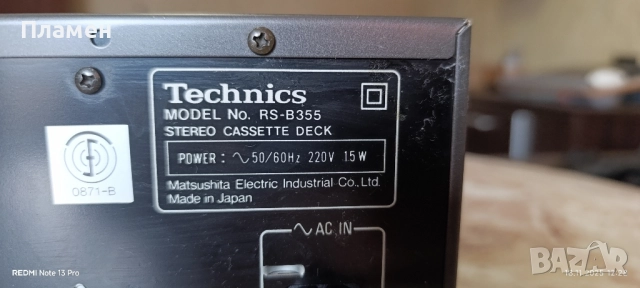 Пламен
Technics
MODEL No. RS-B355
STEREO CASSETTE DECK
POWER: ∿50/60Hz 220V 15W
Matsushita Electric Industrial Co., Ltd.
Made in Japan
0871-B
∿ AC IN
REDMI Note 13 Pro
BAZAR